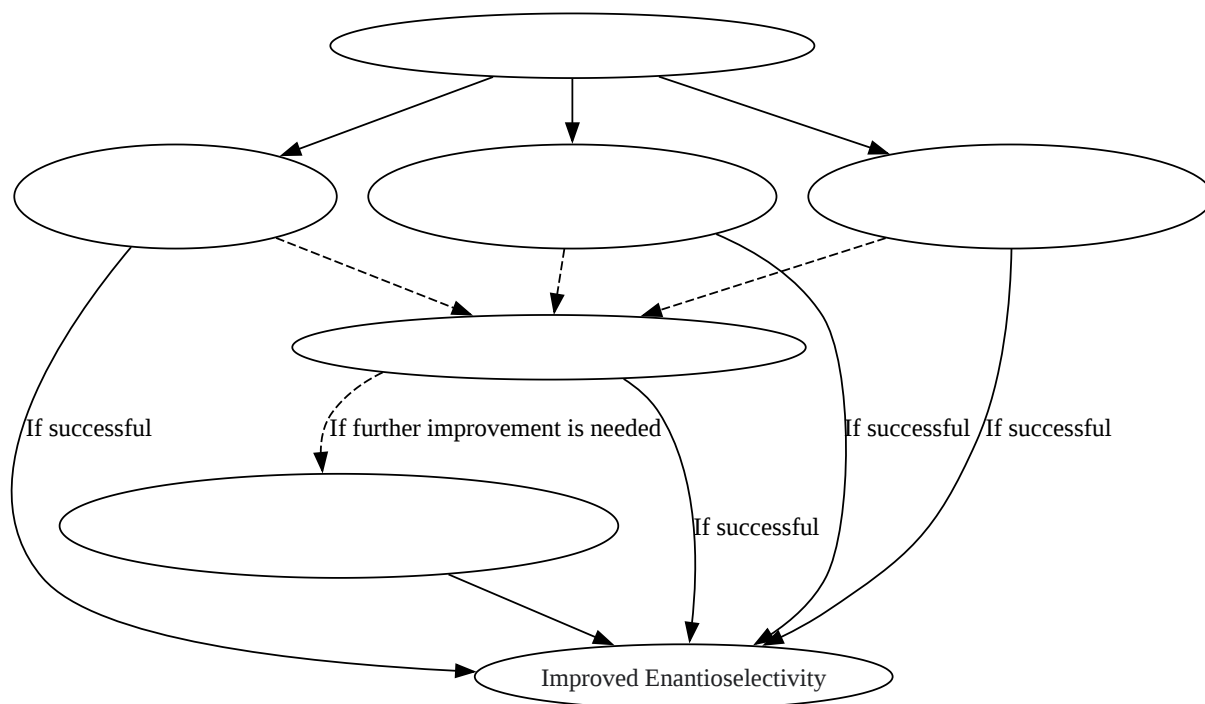 If successful
If further improvement is needed
If successful
If successful
If successful
Improved Enantioselectivity